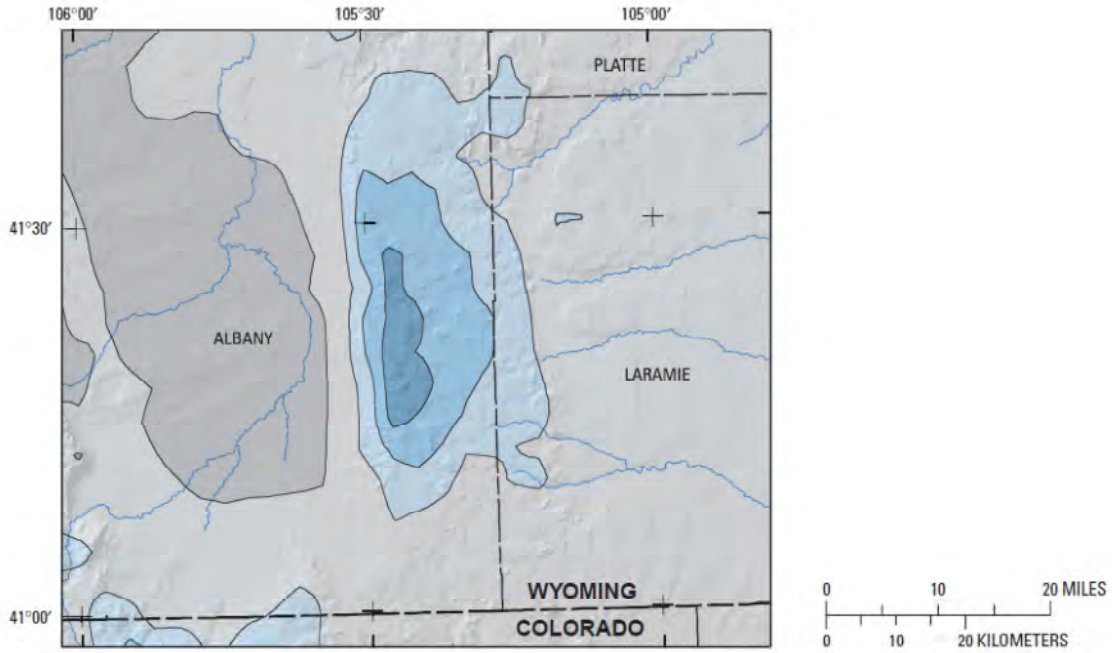 106°00′ 105°30′ 105°00′
PLATTE
41°30′
ALBANY
LARAMIE
WYOMING
COLORADO
41°00′
0 10 20 MILES
0 10 20 KILOMETERS